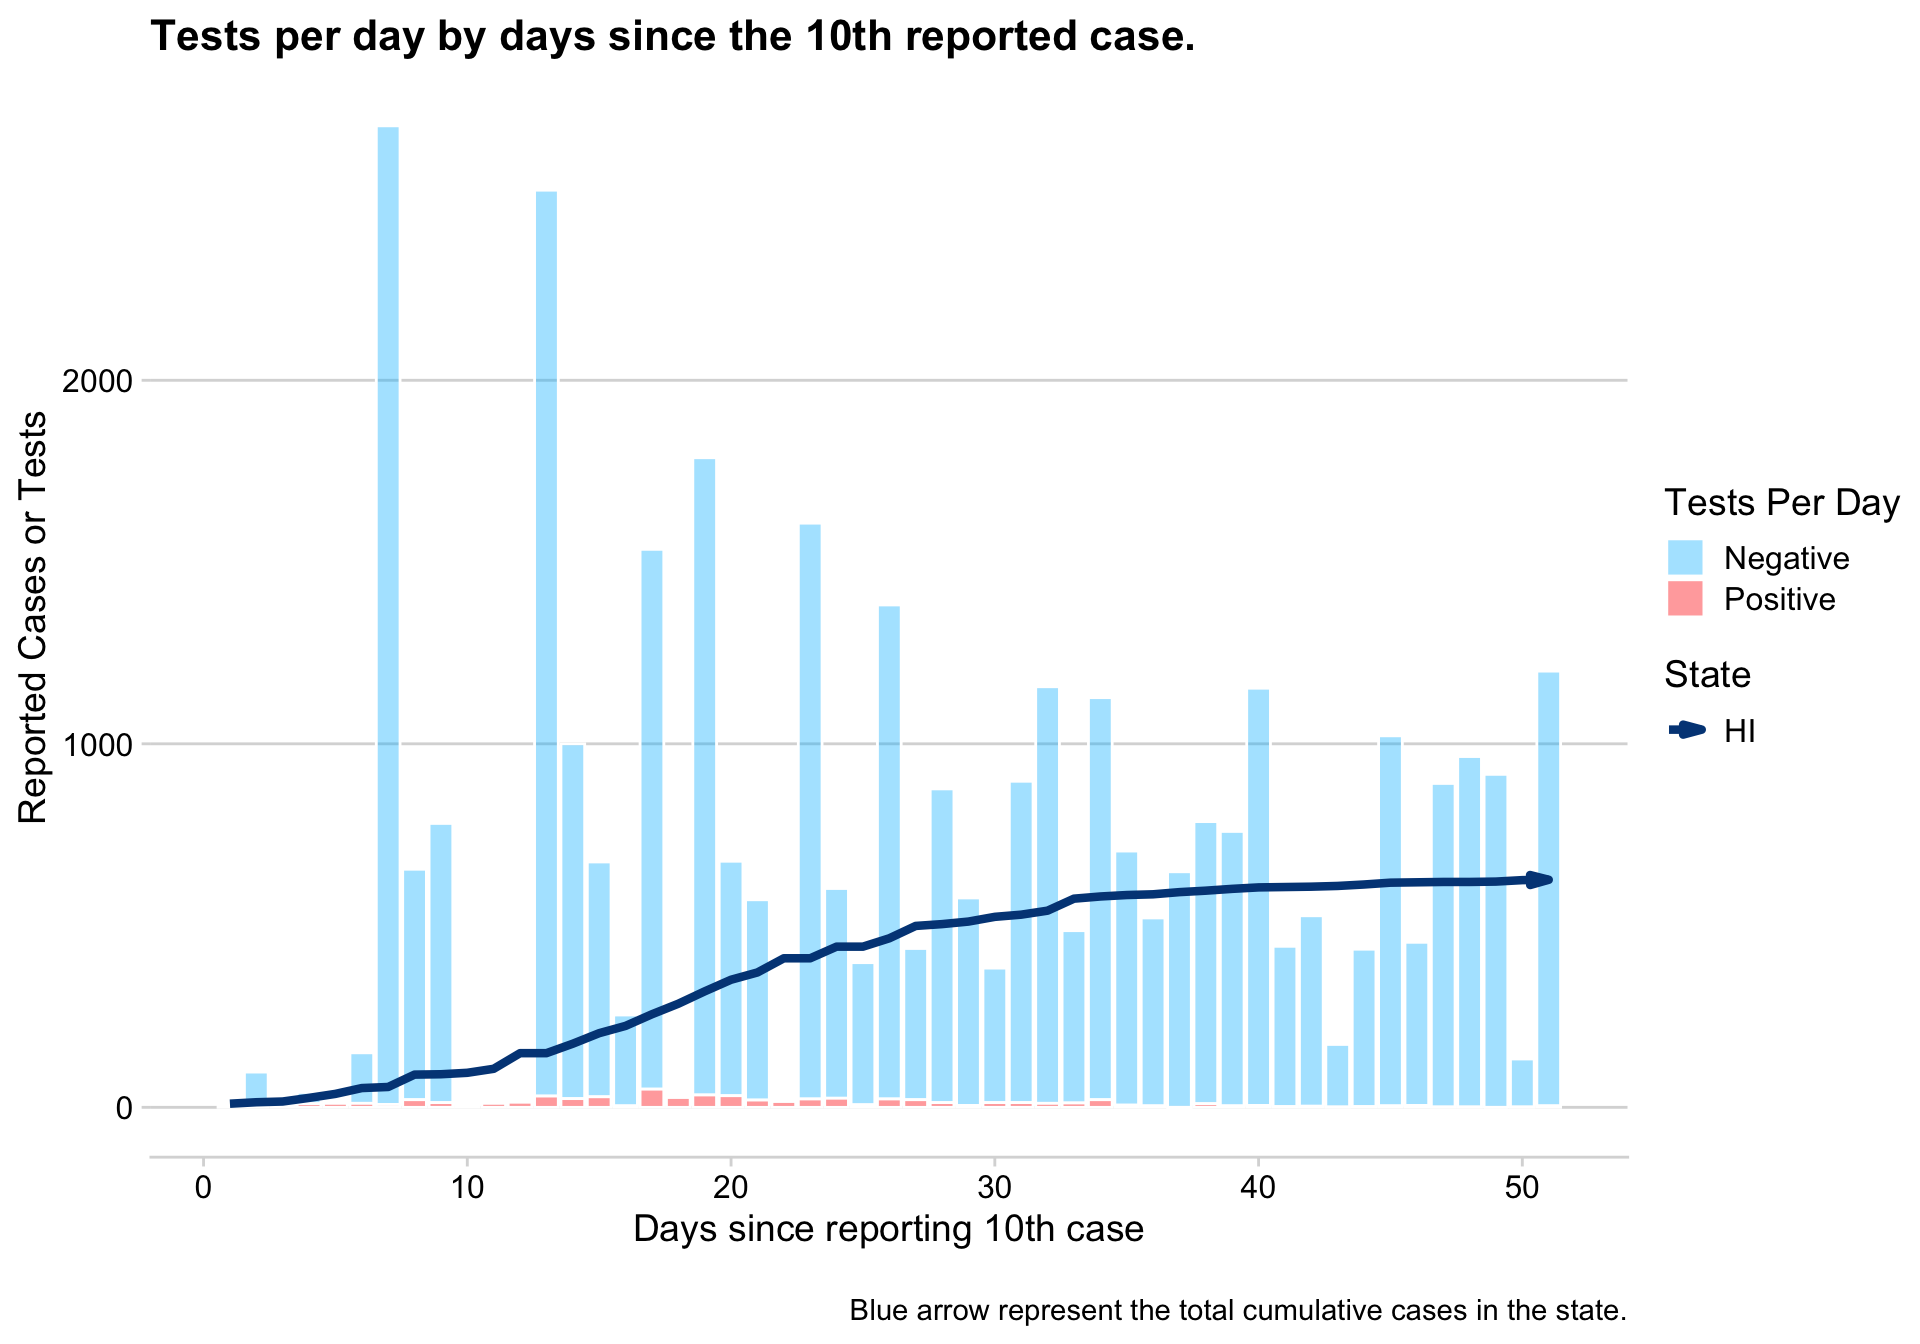 Tests per day by days since the 10th reported case.
Reported Cases or Tests
2000
1000
0
0 10 20 30 40 50
Days since reporting 10th case
Tests Per Day
Negative
Positive
State
HI
Blue arrow represent the total cumulative cases in the state.